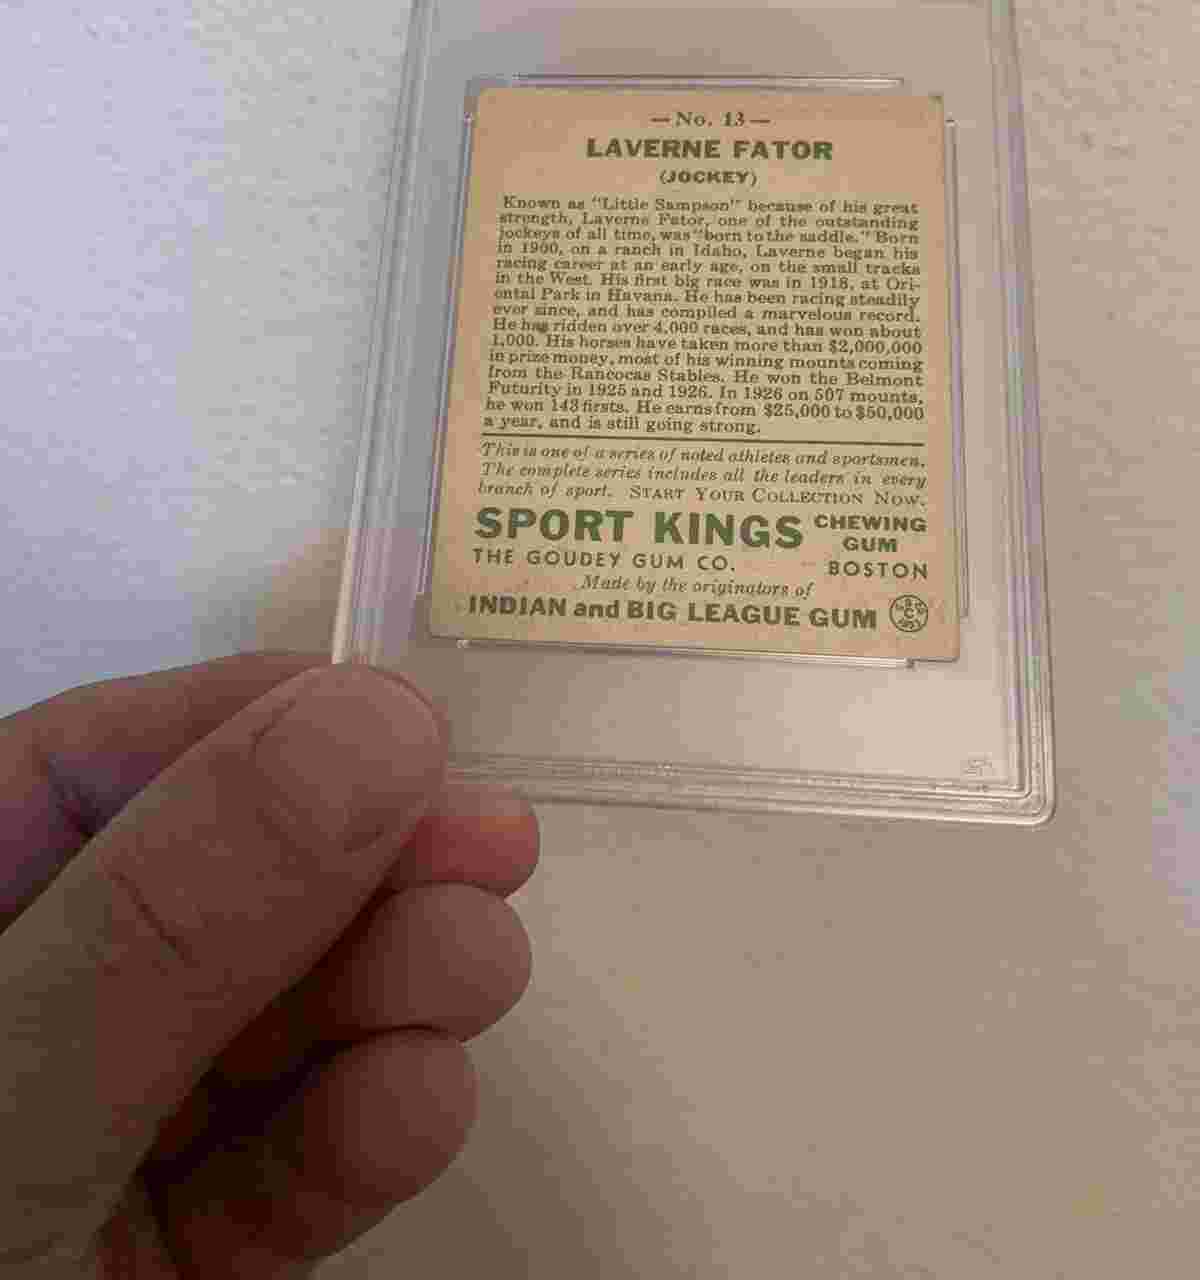 — No. 13 —
LAVERNE FATOR
(JOCKEY)
Known as "Little Sampson" because of his great
strength, Laverne Fator, one of the outstanding
jockeys of all time, was "born to the saddle." Born
in 1900, on a ranch in Idaho, Laverne began his
racing career at an early age, on the small tracks
in the West. His first big race was in 1918, at Ori-
ental Park in Havana. He has been racing steadily
ever since, and has compiled a marvelous record.
He has ridden over 4,000 races, and has won about
1,000. His horses have taken more than $2,000,000
in prize money, most of his winning mounts coming
from the Rancocas Stables. He won the Belmont
Futurity in 1925 and 1926. In 1926 on 507 mounts,
he won 143 firsts. He earns from $25,000 to $50,000
a year, and is still going strong.
This is one of a series of noted athletes and sportsmen.
The complete series includes all the leaders in every
branch of sport. START YOUR COLLECTION NOW.
SPORT KINGS CHEWING GUM
THE GOUDEY GUM CO. BOSTON
Made by the originators of
INDIAN and BIG LEAGUE GUM